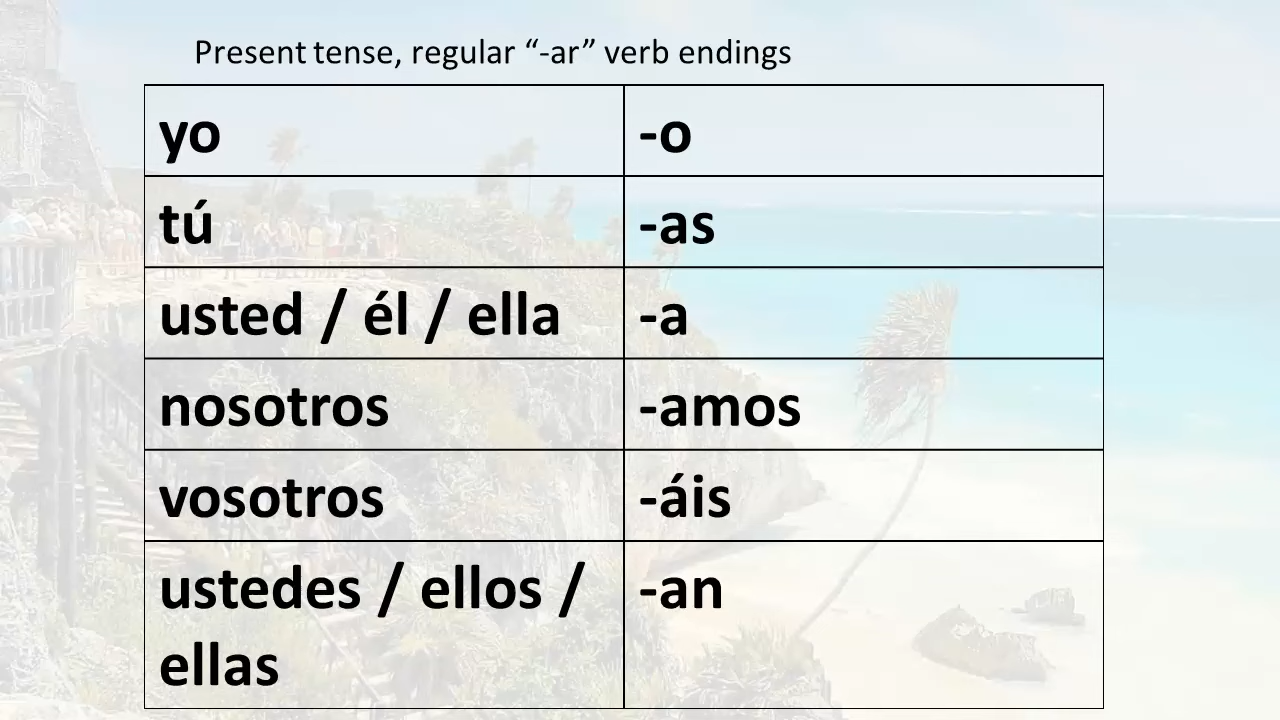 Present tense, regular “-ar” verb endings
yo -o
tú -as
usted / él / ella -a
nosotros -amos
vosotros -áis
ustedes / ellos / -an
ellas